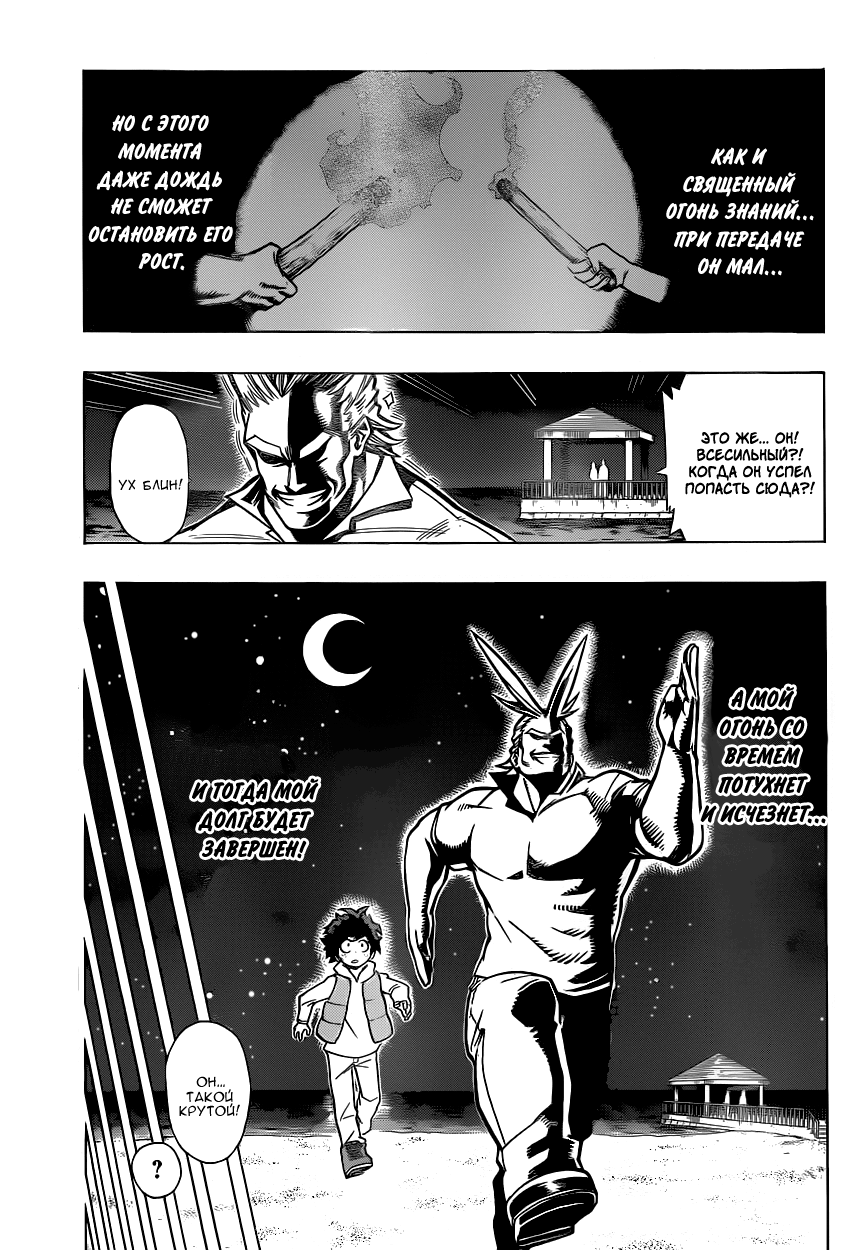 КАК И
СВЯЩЕННЫЙ
ОГОНЬ ЗНАНИЙ...
ПРИ ПЕРЕДАЧЕ
ОН МАЛ...
НО С ЭТОГО
МОМЕНТА
ДАЖЕ ДОЖДЬ
НЕ СМОЖЕТ
ОСТАНОВИТЬ ЕГО
РОСТ.
ЭТО ЖЕ... ОН!
ВСЕСИЛЬНЫЙ?!
КОГДА ОН УСПЕЛ
ПОПАСТЬ СЮДА?!
УХ БЛИН!
А МОЙ
ОГОНЬ СО
ВРЕМЕМ
ПОТУХНЕТ
И ИСЧЕЗНЕТ...
И ТОГДА МОЙ
ДОЛГ БУДЕТ
ЗАВЕРШЕН!
ОН...
ТАКОЙ
КРУТОЙ!
?